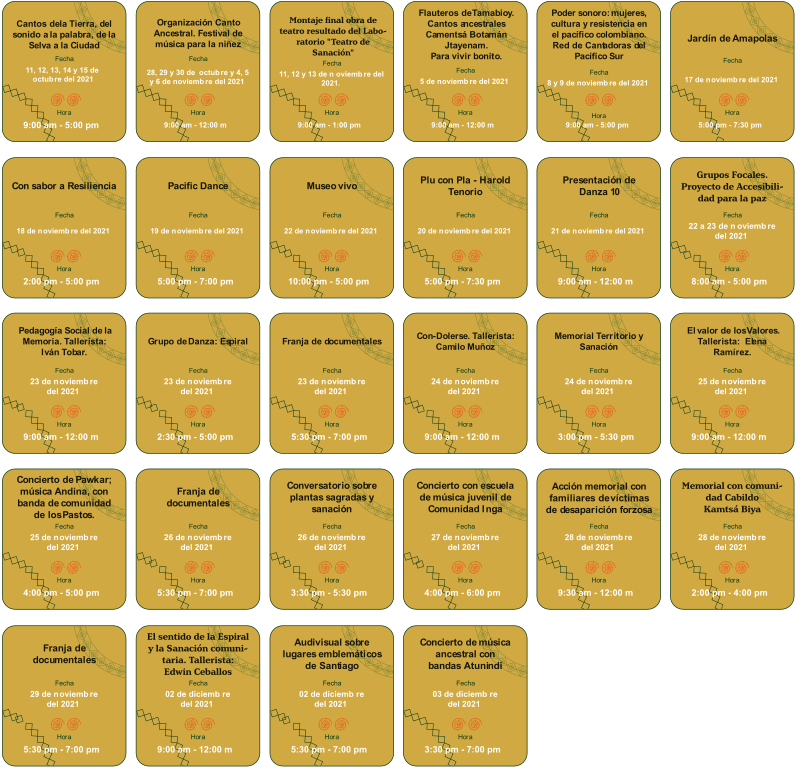 Cantos dela Tierra, del
sonido a la palabra, de la
Selva a la Ciudad
Fecha
11, 12, 13, 14 y 15 de
octubre del 2021
Hora
9:00 am - 5:00 pm
Organización Canto
Ancestral. Festival de
música para la niñez
Fecha
28, 29 y 30 de octubre y 4, 5
y 6 de noviembre del 2021
Hora
9:00 am - 12:00 m
Montaje final obra de
teatro resultado del Labo-
ratorio "Teatro de
Sanación"
Fecha
11, 12 y 13 de noviembre del
2021.
Hora
9:00 am - 1:00 pm
Flauteros de Tamabioy.
Cantos ancestrales
Camentsá Botamán
Jtayenam.
Para vivir bonito.
Fecha
5 de noviembre del 2021
Hora
9:00 am - 12:00 m
Poder sonoro: mujeres,
cultura y resistencia en
el pacífico colombiano.
Red de Cantadoras del
Pacífico Sur
Fecha
8 y 9 de noviembre del 2021
Hora
9:00 am - 5:00 pm
Jardín de Amapolas
Fecha
17 de noviembre del 2021
Hora
5:00 pm - 7:30 pm
Con sabor a Resiliencia
Fecha
18 de noviembre del 2021
Hora
2:00 pm - 5:00 pm
Pacific Dance
Fecha
19 de noviembre del 2021
Hora
5:00 pm - 7:00 pm
Museo vivo
Fecha
22 de noviembre del 2021
Hora
10:00 pm - 5:00 pm
Plu con Pla - Harold
Tenorio
Fecha
20 de noviembre del 2021
Hora
5:00 pm - 7:30 pm
Presentación de
Danza 10
Fecha
21 de noviembre del 2021
Hora
9:00 am - 12:00 m
Grupos Focales.
Proyecto de Accesibili-
dad para la paz
Fecha
22 a 23 de noviembre del
2021
Hora
8:00 am - 5:00 pm
Pedagogía Social de la
Memoria. Tallerista:
Iván Tobar.
Fecha
23 de noviembre
del 2021
Hora
9:00 am - 12:00 m
Grupo de Danza: Espiral
Fecha
23 de noviembre
del 2021
Hora
2:30 pm - 5:00 pm
Franja de documentales
Fecha
23 de noviembre
del 2021
Hora
5:30 pm - 7:00 pm
Con-Dolerse. Tallerista:
Camilo Muñoz
Fecha
24 de noviembre
del 2021
Hora
9:00 am - 12:00 m
Memorial Territorio y
Sanación
Fecha
24 de noviembre
del 2021
Hora
3:00 pm - 5:30 pm
El valor de los Valores.
Tallerista: Elena
Ramírez.
Fecha
25 de noviembre
del 2021
Hora
9:00 am - 12:00 m
Concierto de Pawkar;
música Andina, con
banda de comunidad
de los Pastos.
Fecha
25 de noviembre
del 2021
Hora
4:00 pm - 5:00 pm
Franja de
documentales
Fecha
26 de noviembre
del 2021
Hora
5:30 pm - 7:00 pm
Conversatorio sobre
plantas sagradas y
sanación
Fecha
26 de noviembre
del 2021
Hora
3:30 pm - 5:30 pm
Concierto con escuela
de música juvenil de
Comunidad Inga
Fecha
27 de noviembre
del 2021
Hora
4:00 pm - 6:00 pm
Acción memorial con
familiares de víctimas
de desaparición forzosa
Fecha
28 de noviembre
del 2021
Hora
9:30 am - 12:00 m
Memorial con comuni-
dad Cabildo
Kamtsá Biya
Fecha
28 de noviembre
del 2021
Hora
2:00 pm - 4:00 pm
Franja de
documentales
Fecha
29 de noviembre
del 2021
Hora
5:30 pm - 7:00 pm
El sentido de la Espiral
y la Sanación comuni-
taria. Tallerista:
Edwin Ceballos
Fecha
02 de diciembre
del 2021
Hora
9:00 am - 12:00 m
Audivisual sobre
lugares emblemáticos
de Santiago
Fecha
02 de diciembre
del 2021
Hora
5:30 pm - 7:00 pm
Concierto de música
ancestral con
bandas Atunindi
Fecha
03 de diciembre
del 2021
Hora
3:30 pm - 7:00 pm